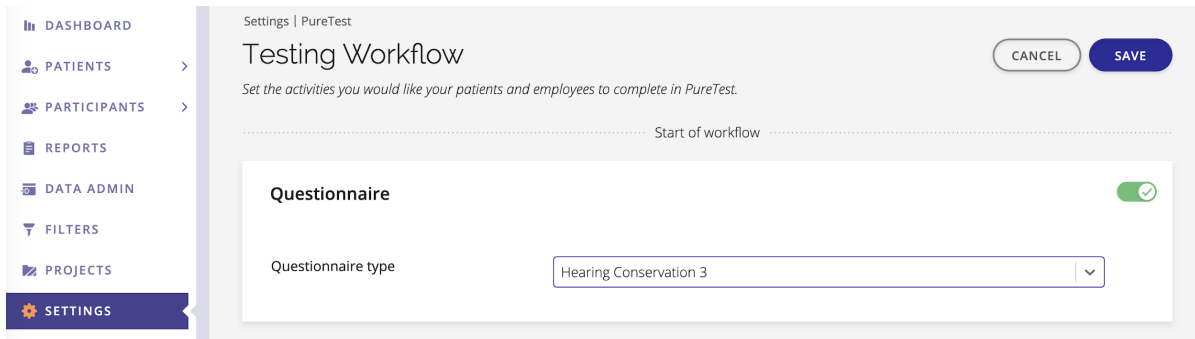 DASHBOARD
PATIENTS
PARTICIPANTS
REPORTS
DATA ADMIN
FILTERS
PROJECTS
SETTINGS
Settings | PureTest
Testing Workflow
CANCEL
SAVE
Set the activities you would like your patients and employees to complete in PureTest.
Start of workflow
Questionnaire
Questionnaire type
Hearing Conservation 3